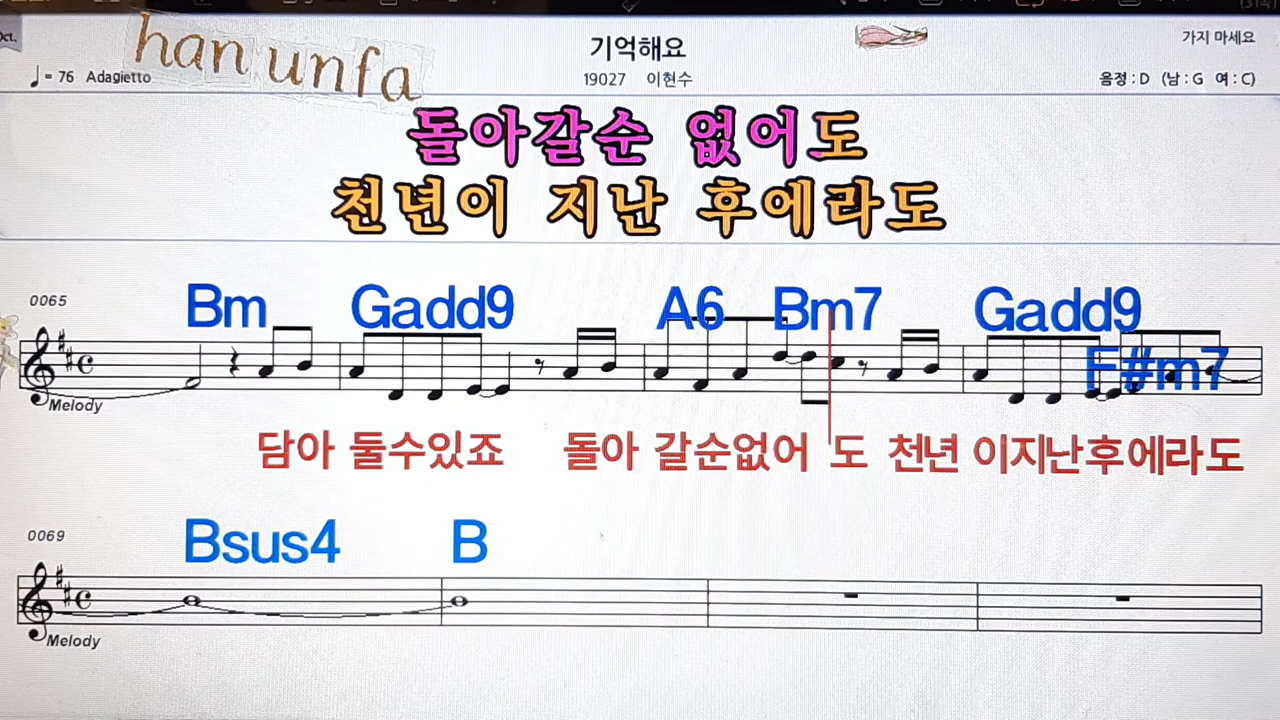 Oct.
han unfa
기억해요
가지 마세요
♩= 76 Adagietto
19027 이현수
음정 : D (남 : G 여 : C)
돌아갈순 없어도
천년이 지난 후에라도
0065
Bm Gadd9 A6 Bm7 Gadd9
F#m7
Melody
담아 둘수있죠 돌아 갈순없어 도 천년 이지난후에라도
0069
Bsus4 B
Melody